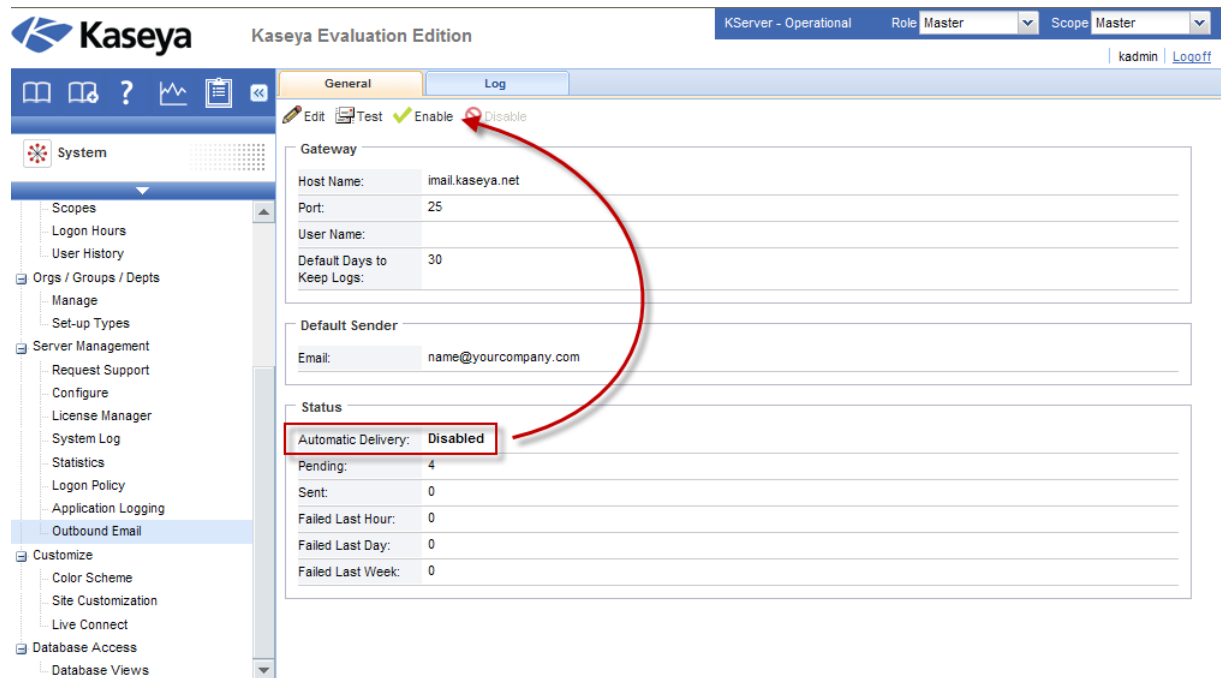 Kaseya
Kaseya Evaluation Edition
KServer - Operational
Role Master
Scope Master
kadmin | Logoff
General
Log
Edit Test Enable Disable
System
Scopes
Logon Hours
User History
Orgs / Groups / Depts
Manage
Set-up Types
Server Management
Request Support
Configure
License Manager
System Log
Statistics
Logon Policy
Application Logging
Outbound Email
Customize
Color Scheme
Site Customization
Live Connect
Database Access
Database Views
Gateway
Host Name: imail.kaseya.net
Port: 25
User Name:
Default Days to
Keep Logs: 30
Default Sender
Email: name@yourcompany.com
Status
Automatic Delivery: Disabled
Pending: 4
Sent: 0
Failed Last Hour: 0
Failed Last Day: 0
Failed Last Week: 0